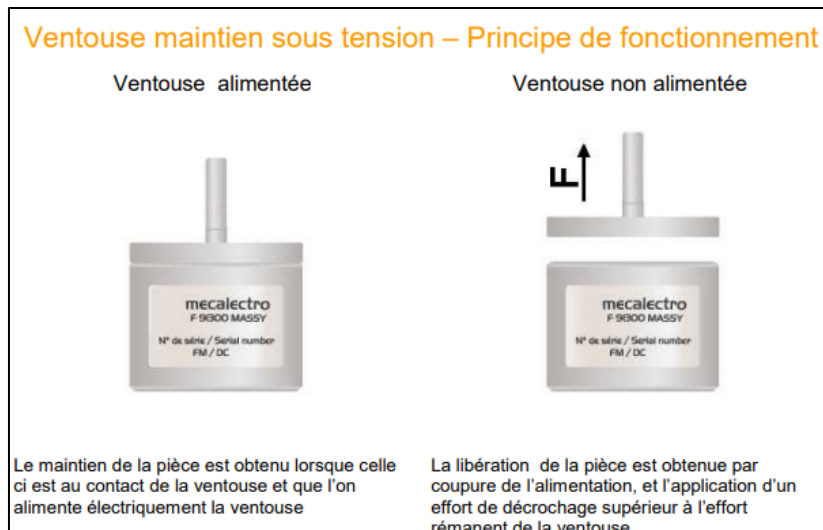 Ventouse maintien sous tension – Principe de fonctionnement
Ventouse alimentée
Ventouse non alimentée
F
mecalectro
F 91300 MASSY
N° de série / Serial number
FM / DC
mecalectro
F 91300 MASSY
N° de série / Serial number
FM / DC
Le maintien de la pièce est obtenu lorsque celle
ci est au contact de la ventouse et que l'on
alimente électriquement la ventouse
La libération de la pièce est obtenue par
coupure de l'alimentation, et l'application d'un
effort de décrochage supérieur à l'effort
rémanent de la ventouse